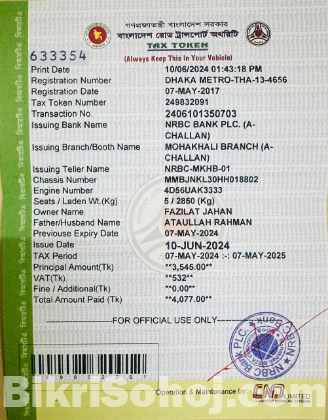 গণপ্রজাতন্ত্রী বাংলাদেশ সরকার
বাংলাদেশ রোড ট্রান্সপোর্ট অথরিটি
TAX TOKEN
(Always Keep This in Your Vehicle)
633354
Print Date 10/06/2024 01:43:18 PM
Registration Number DHAKA METRO-THA-13-4656
Registration Date 07-MAY-2017
Tax Token Number 249832091
Transaction No. 2406101350703
Issuing Bank Name NRBC BANK PLC. (A-
CHALLAN)
Issuing Branch/Booth Name MOHAKHALI BRANCH (A-
CHALLAN)
Issuing Teller Name NRBC-MKHB-01
Chassis Number MMBJNKL30HH018802
Engine Number 4D56UAK3333
Seats / Laden Wt.(Kg) 5 / 2850 (Kg)
Owner Name FAZILAT JAHAN
Father/Husband Name ATAULLAH RAHMAN
Previouse Expiry Date 07-MAY-2024
Issue Date 10-JUN-2024
TAX Period 07-MAY-2024 :-: 07-MAY-2025
Principal Amount(Tk) **3,545.00**
VAT(Tk) **532**
Fine / Additional(Tk) **0.00**
Total Amount Paid (Tk) **4,077.00**
FOR OFFICIAL USE ONLY
NRBC BANK PLC
Operation & Maintenance by: CNS LIMITED
BikriSohoj.com